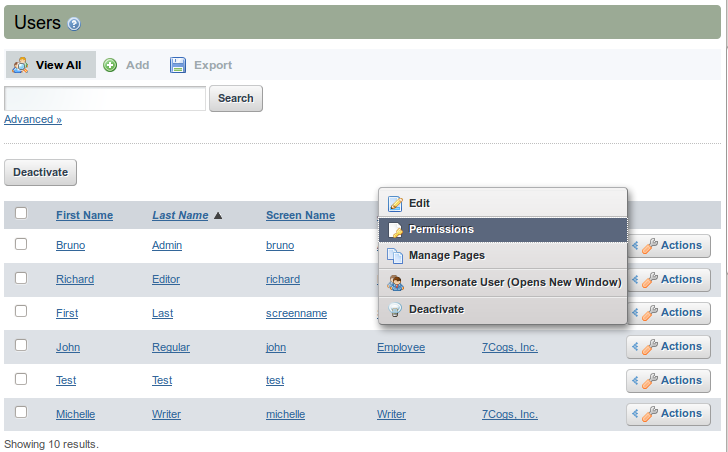 Users
View All Add Export
Search
Advanced »
Deactivate
First Name Last Name Screen Name
Edit
Permissions
Manage Pages
Impersonate User (Opens New Window)
Deactivate
Bruno Admin bruno Actions
Richard Editor richard Actions
First Last screenname Actions
John Regular john Employee 7Cogs, Inc. Actions
Test Test test Actions
Michelle Writer michelle Writer 7Cogs, Inc. Actions
Showing 10 results.